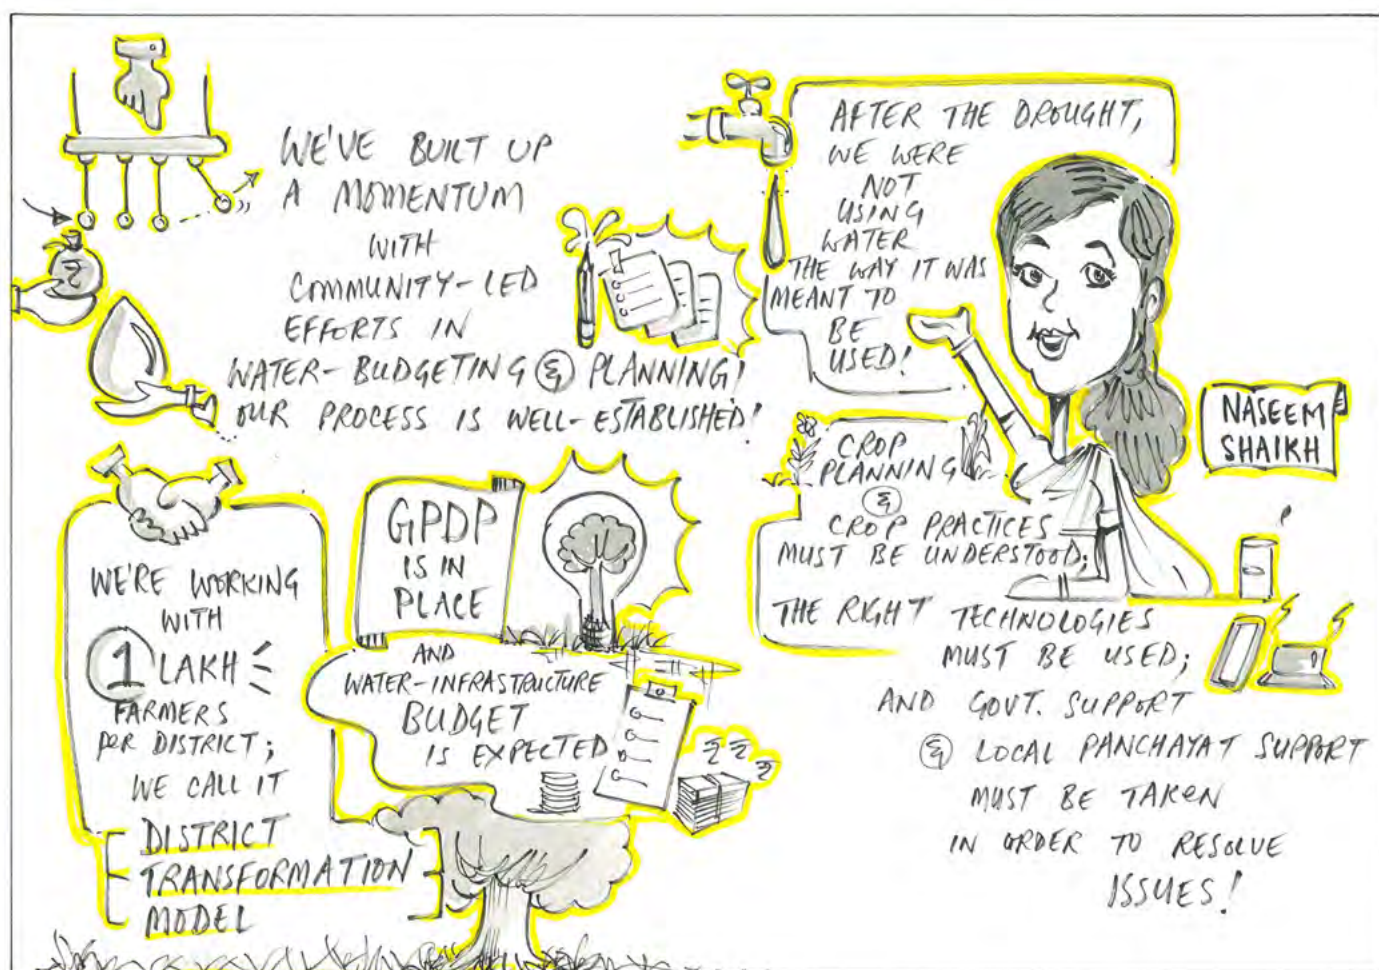 WE'VE BUILT UP
A MOMENTUM
WITH
COMMUNITY-LED
EFFORTS IN
WATER-BUDGETING & PLANNING!
OUR PROCESS IS WELL-ESTABLISHED!
AFTER THE DROUGHT,
WE WERE
NOT
USING
WATER
THE WAY IT WAS
MEANT TO
BE
USED!
NASEEM
SHAIKH
CROP
PLANNING
&
CROP PRACTICES
MUST BE UNDERSTOOD;
THE RIGHT TECHNOLOGIES
MUST BE USED;
AND GOVT. SUPPORT
& LOCAL PANCHAYAT SUPPORT
MUST BE TAKEN
IN ORDER TO RESOLVE
ISSUES!
WE'RE WORKING
WITH
1 LAKH
FARMERS
PER DISTRICT;
WE CALL IT
DISTRICT
TRANSFORMATION
MODEL
GPDP
IS IN
PLACE
AND
WATER-INFRASTRUCTURE
BUDGET
IS EXPECTED
₹
₹ ₹ ₹